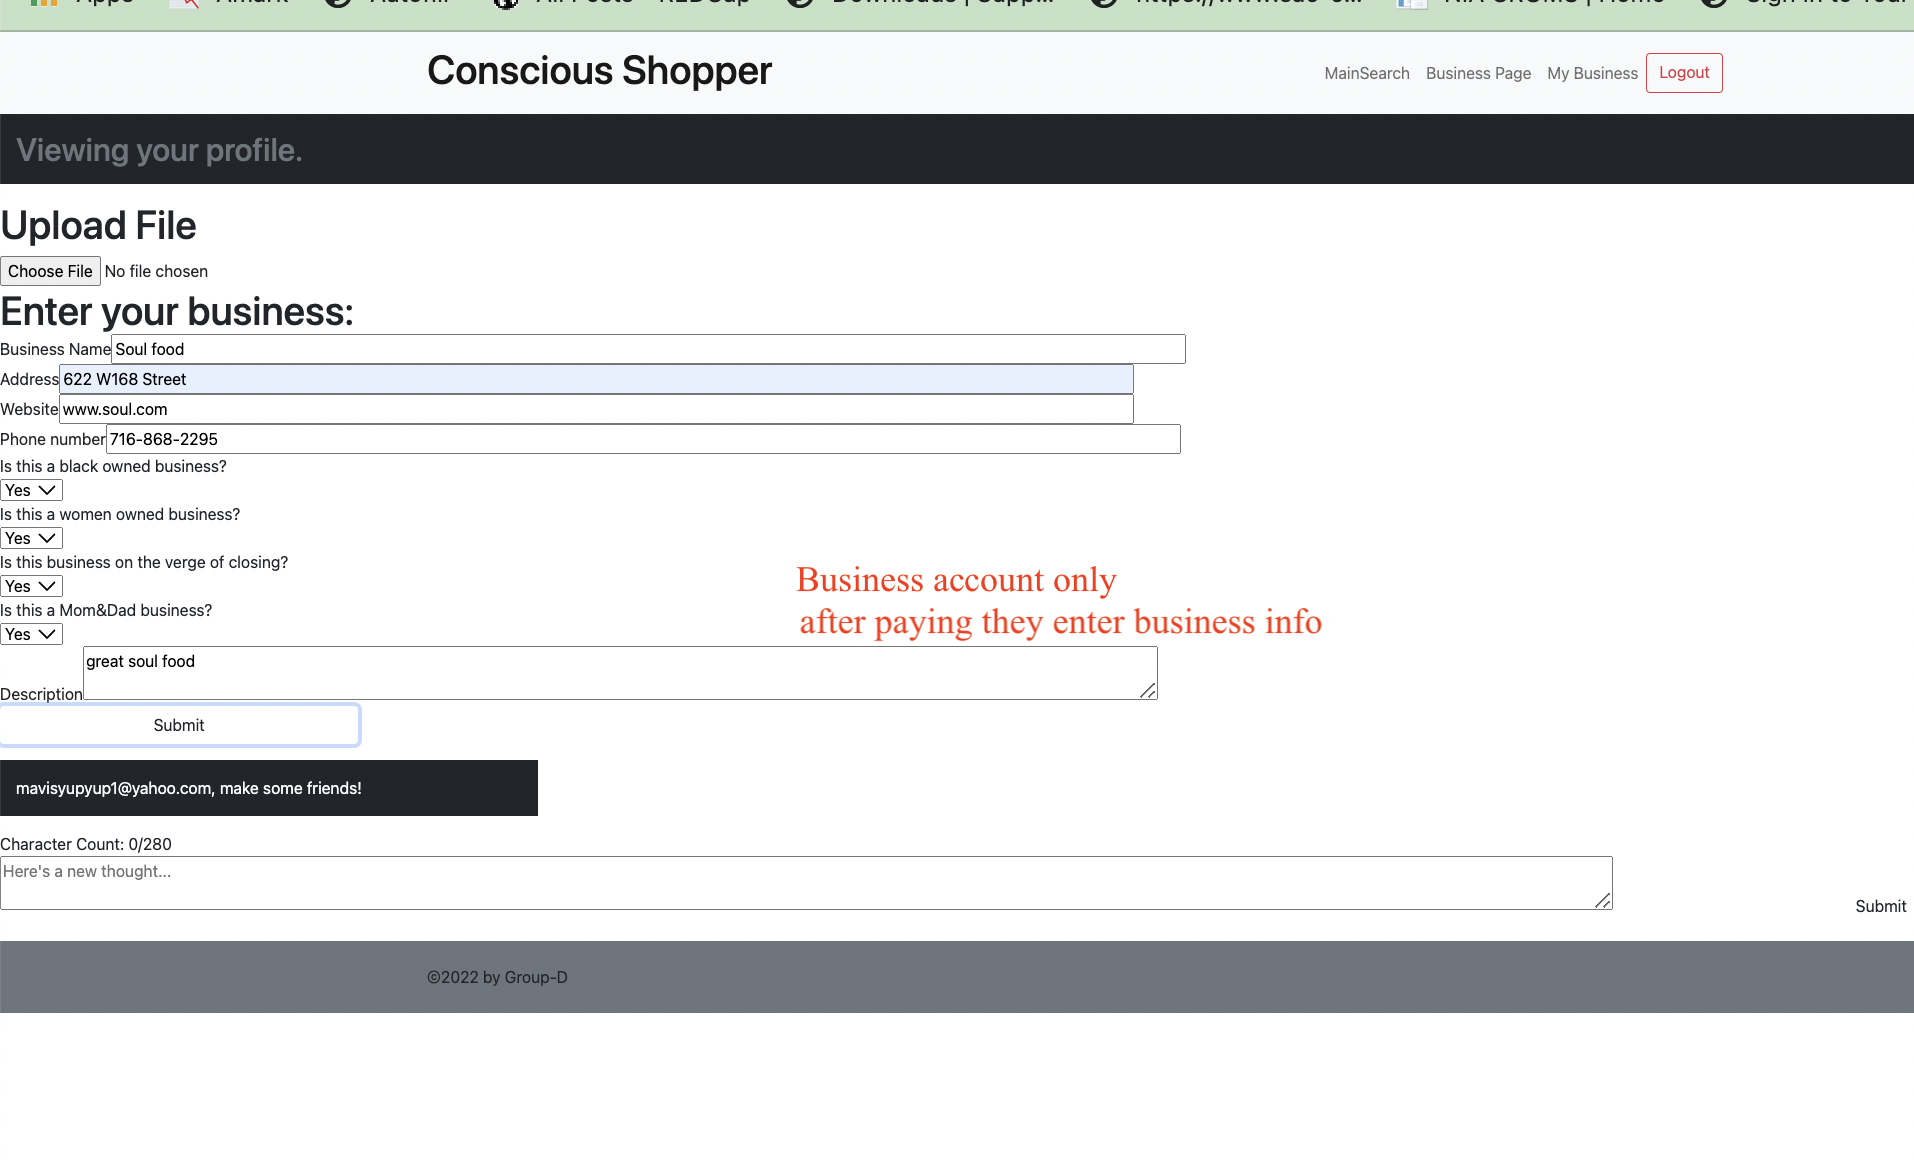 Apps
Conscious Shopper
MainSearch Business Page My Business Logout
Viewing your profile.
Upload File
Choose File No file chosen
Enter your business:
Business Name Soul food
Address 622 W168 Street
Website www.soul.com
Phone number 716-868-2295
Is this a black owned business?
Yes
Is this a women owned business?
Yes
Is this business on the verge of closing?
Yes
Business account only
Is this a Mom&Dad business?
after paying they enter business info
Yes
great soul food
Description
Submit
mavisyupyup1@yahoo.com, make some friends!
Character Count: 0/280
Here's a new thought...
Submit
©2022 by Group-D